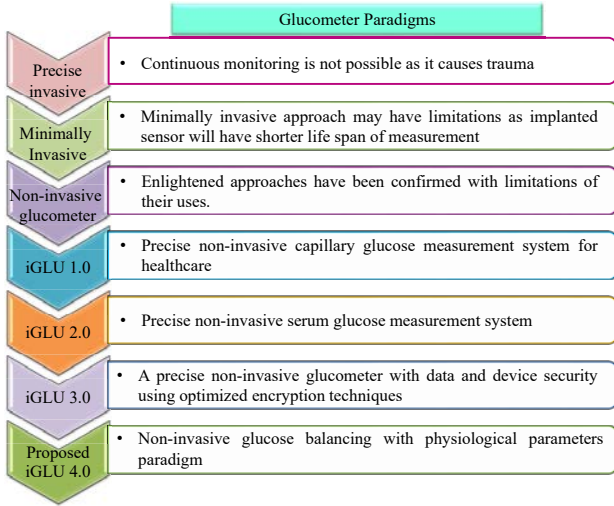 Glucometer Paradigms
Precise
invasive
• Continuous monitoring is not possible as it causes trauma
Minimally
Invasive
• Minimally invasive approach may have limitations as implanted
sensor will have shorter life span of measurement
Non-invasive
glucometer
• Enlightened approaches have been confirmed with limitations of
their uses.
iGLU 1.0
• Precise non-invasive capillary glucose measurement system for
healthcare
iGLU 2.0
• Precise non-invasive serum glucose measurement system
iGLU 3.0
• A precise non-invasive glucometer with data and device security
using optimized encryption techniques
Proposed
iGLU 4.0
• Non-invasive glucose balancing with physiological parameters
paradigm